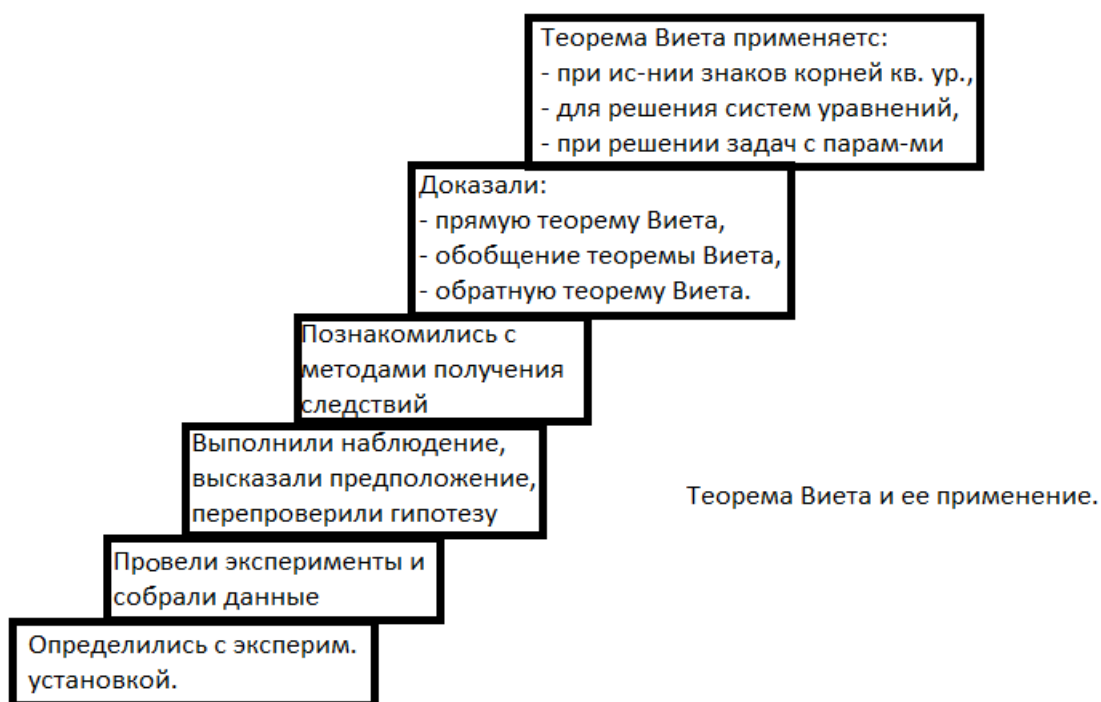 Теорема Виета применяетс:
- при ис-нии знаков корней кв. ур.,
- для решения систем уравнений,
- при решении задач с парам-ми
Доказали:
- прямую теорему Виета,
- обобщение теоремы Виета,
- обратную теорему Виета.
Познакомились с
методами получения
следствий
Выполнили наблюдение,
высказали предположение,
перепроверили гипотезу
Теорема Виета и ее применение.
Провели эксперименты и
собрали данные
Определились с эксперим.
установкой.